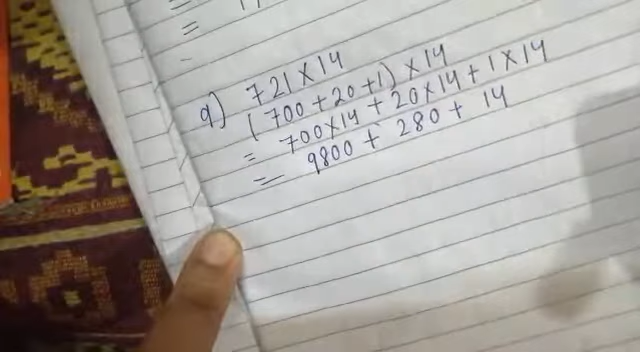 =
=
9) 721×14
(700+20+1)×14
= 700×14 + 20×14 + 1×14
= 9800 + 280 + 14